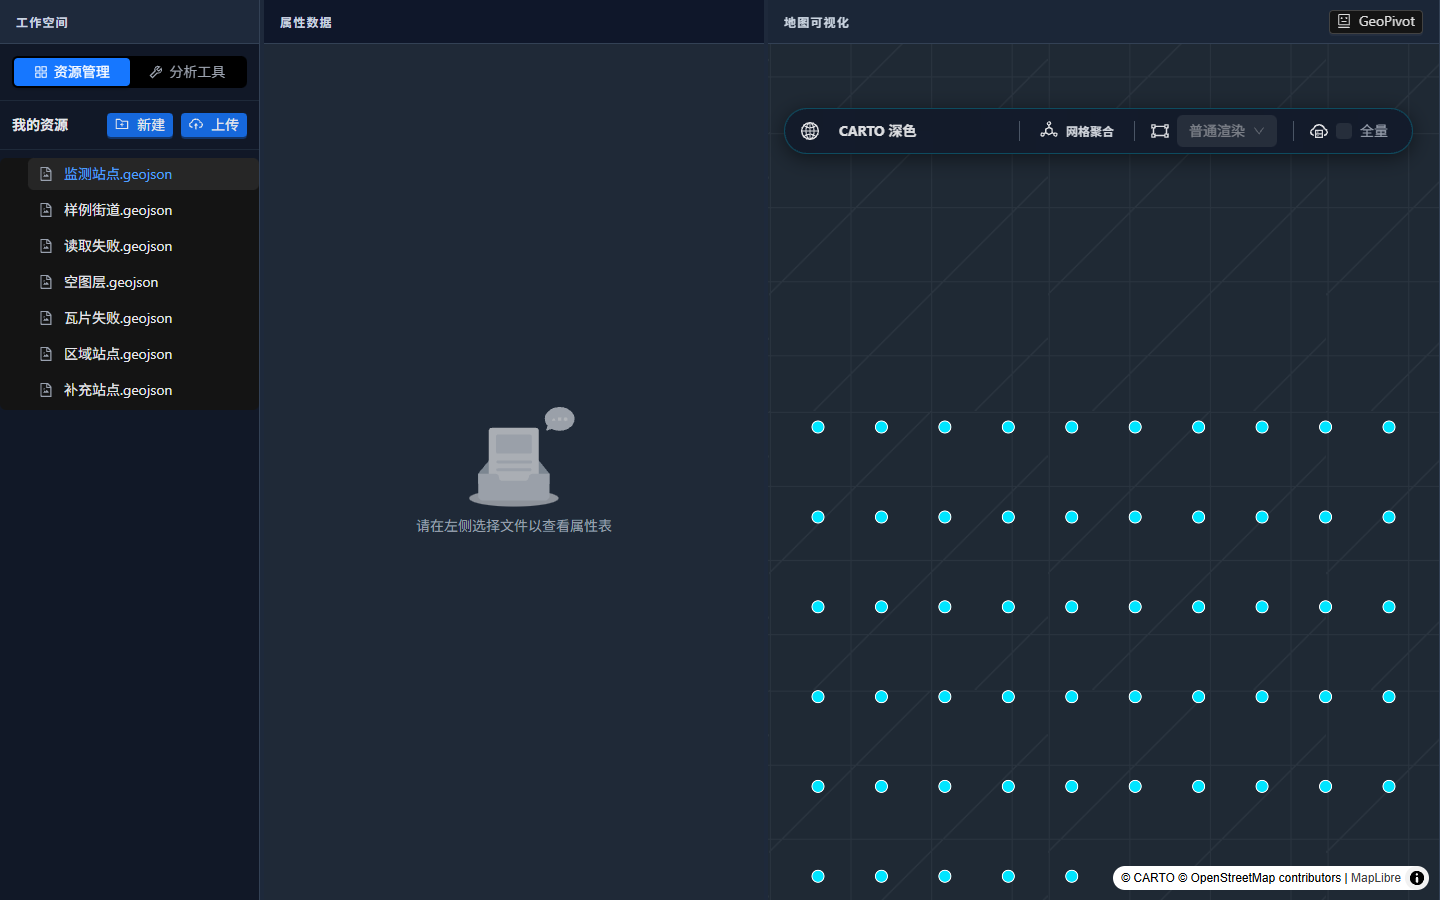 工作空间
资源管理
分析工具
我的资源
新建
上传
监测站点.geojson
样例街道.geojson
读取失败.geojson
空图层.geojson
瓦片失败.geojson
区域站点.geojson
补充站点.geojson
属性数据
请在左侧选择文件以查看属性表
地图可视化
GeoPivot
CARTO 深色
网格聚合
普通渲染
全量
© CARTO © OpenStreetMap contributors | MapLibre